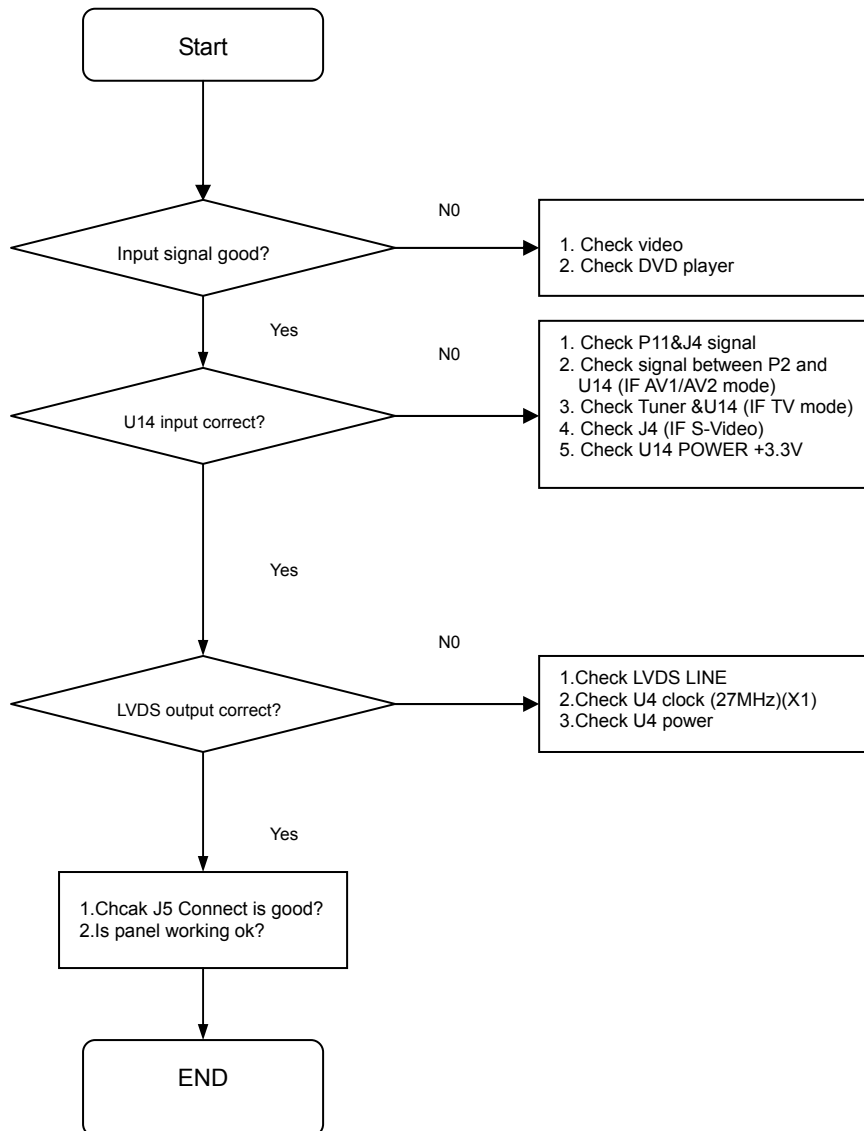 Start
Input signal good?
N0
1. Check video
2. Check DVD player
Yes
U14 input correct?
N0
1. Check P11&J4 signal
2. Check signal between P2 and
U14 (IF AV1/AV2 mode)
3. Check Tuner &U14 (IF TV mode)
4. Check J4 (IF S-Video)
5. Check U14 POWER +3.3V
Yes
LVDS output correct?
N0
1.Check LVDS LINE
2.Check U4 clock (27MHz)(X1)
3.Check U4 power
Yes
1.Chcak J5 Connect is good?
2.Is panel working ok?
END